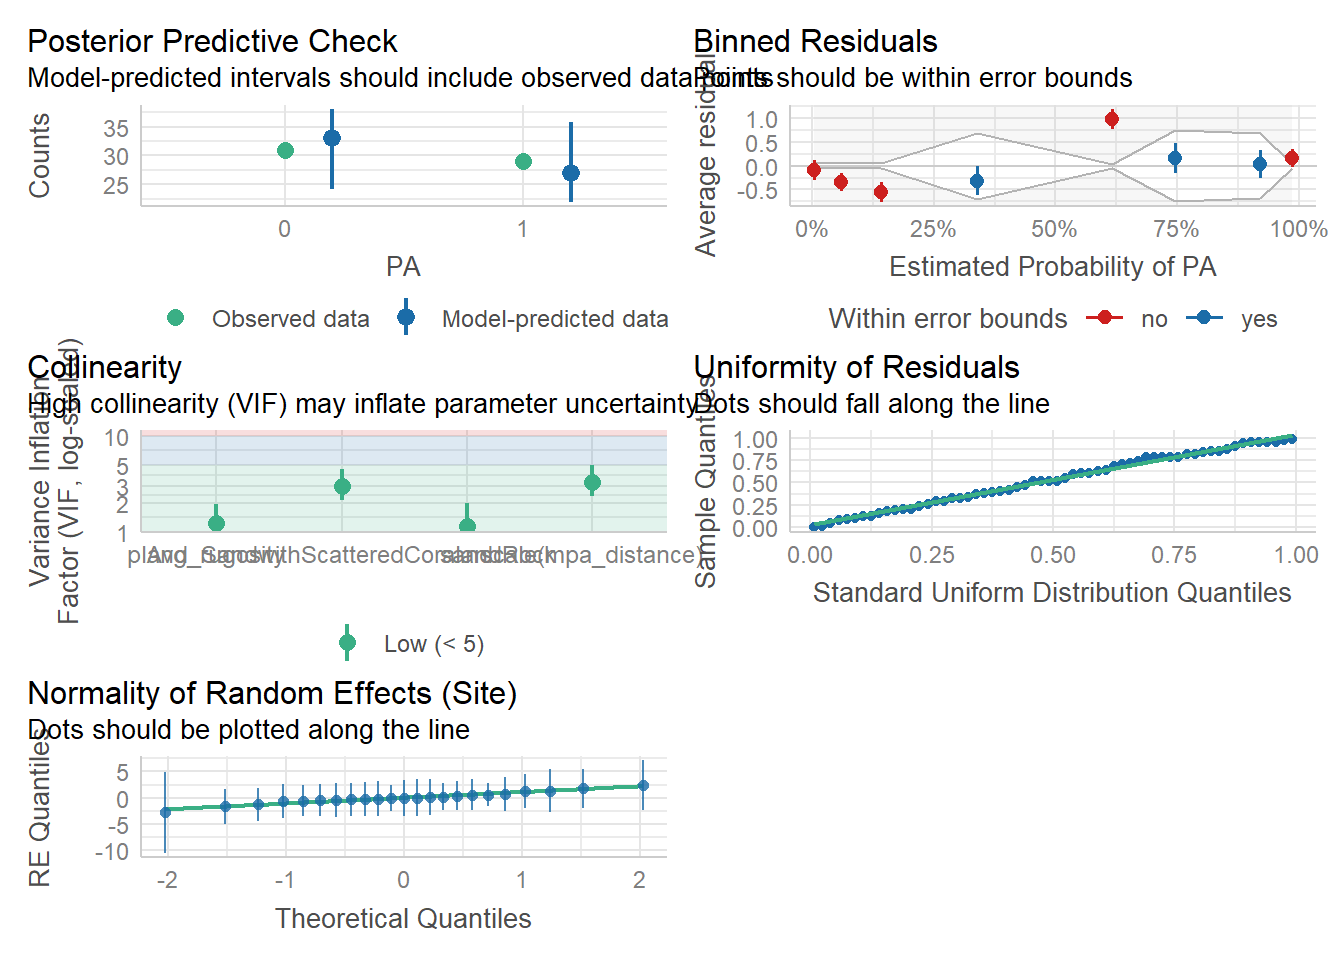 Posterior Predictive Check
Model-predicted intervals should include observed data points
Counts
35
30
25
0
1
PA
Observed data
Model-predicted data
Binned Residuals
Points should be within error bounds
Average residual
1.0
0.5
0.0
-0.5
0%
25%
50%
75%
100%
Estimated Probability of PA
Within error bounds
no
yes
Collinearity
High collinearity (VIF) may inflate parameter uncertainty
Variance Inflation
Factor (VIF, log-scaled)
10
5
3
2
1
Low (< 5)
Uniformity of Residuals
Dots should fall along the line
Sample Quantiles
1.00
0.75
0.50
0.25
0.00
0.00
0.25
0.50
0.75
1.00
Standard Uniform Distribution Quantiles
Normality of Random Effects (Site)
Dots should be plotted along the line
RE Quantiles
5
0
-5
-10
-2
-1
0
1
2
Theoretical Quantiles